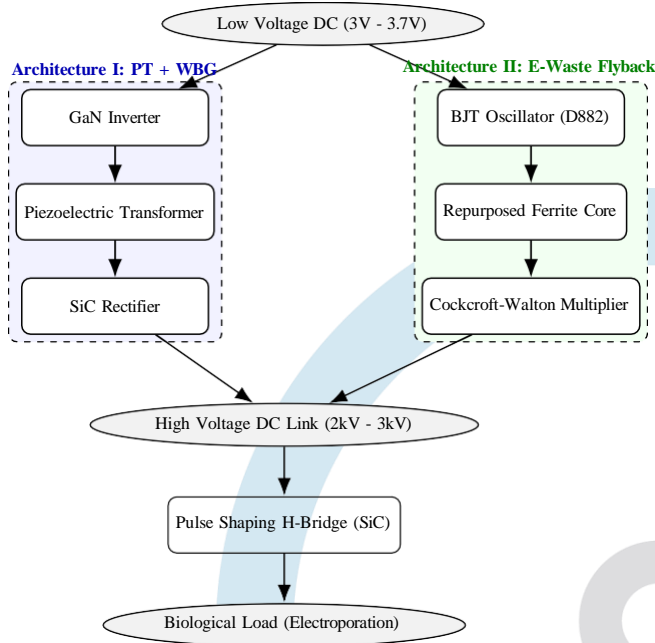 Low Voltage DC (3V - 3.7V)
Architecture I: PT + WBG
GaN Inverter
Piezoelectric Transformer
SiC Rectifier
Architecture II: E-Waste Flyback
BJT Oscillator (D882)
Repurposed Ferrite Core
Cockcroft-Walton Multiplier
High Voltage DC Link (2kV - 3kV)
Pulse Shaping H-Bridge (SiC)
Biological Load (Electroporation)